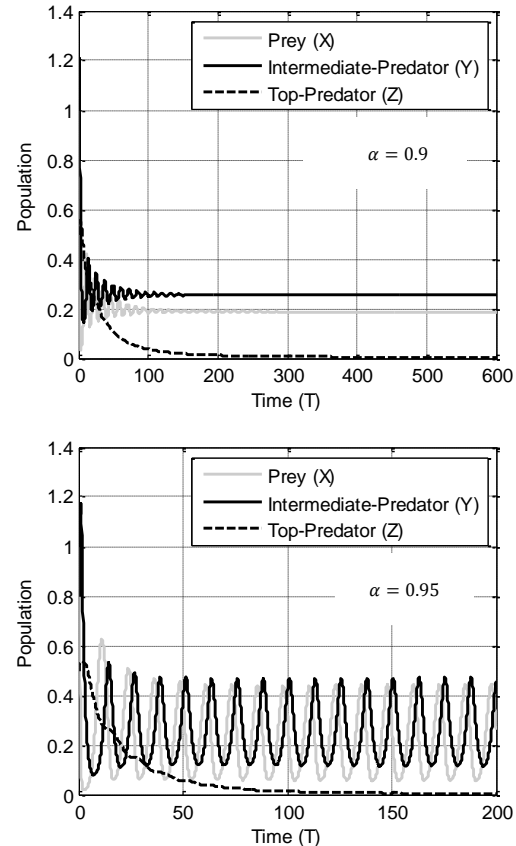 1.4
1.2
1
0.8
0.6
0.4
0.2
0
Population
Prey (X)
Intermediate-Predator (Y)
Top-Predator (Z)
α = 0.9
0 100 200 300 400 500 600
Time (T)
1.4
1.2
1
0.8
0.6
0.4
0.2
0
Population
Prey (X)
Intermediate-Predator (Y)
Top-Predator (Z)
α = 0.95
0 50 100 150 200
Time (T)